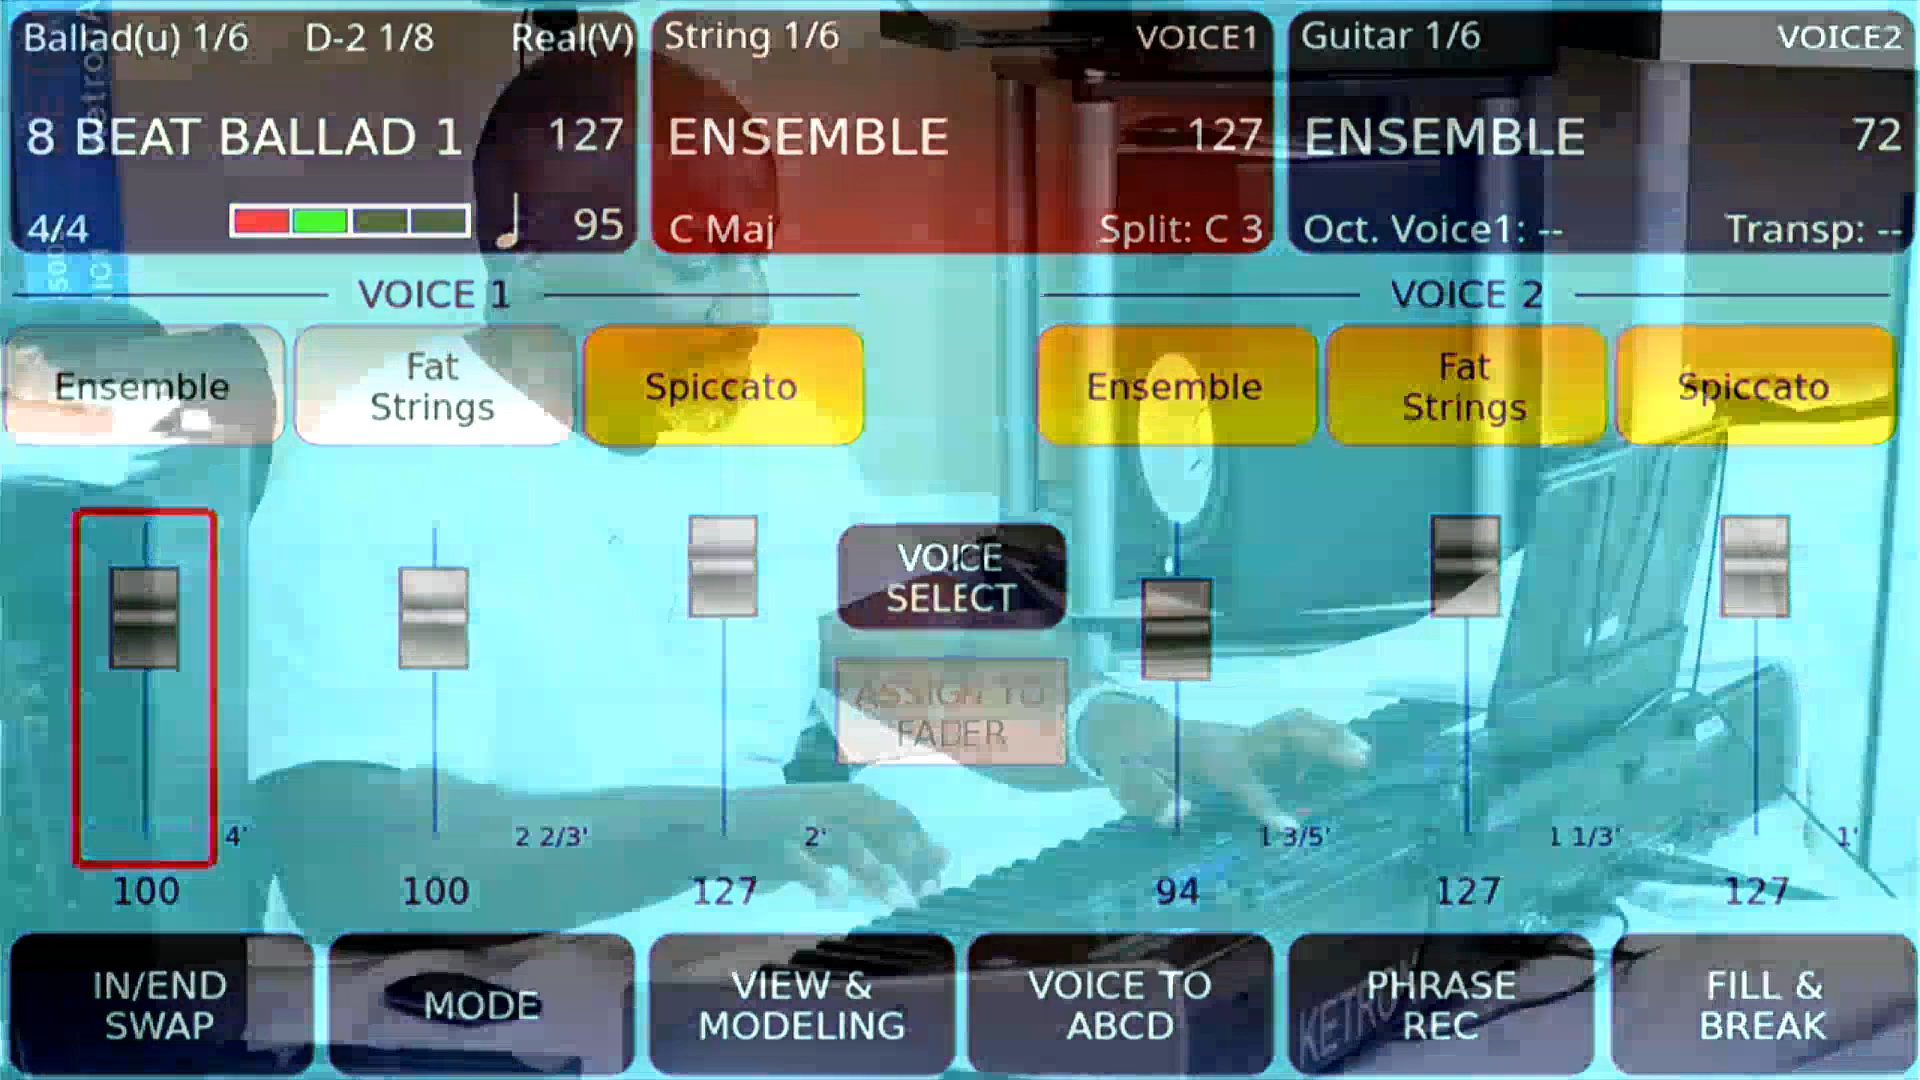 Ballad(u) 1/6 D-2 1/8 Real(V)
8 BEAT BALLAD 1 127
4/4 95
String 1/6 VOICE1
ENSEMBLE 127
C Maj Split: C 3
Guitar 1/6 VOICE2
ENSEMBLE 72
Oct. Voice1: -- Transp: --
VOICE 1
VOICE 2
Ensemble
Fat
Strings
Spiccato
Ensemble
Fat
Strings
Spiccato
VOICE
SELECT
ASSIGN TO
FADER
4' 2 2/3' 2' 1 3/5' 1 1/3' 1'
100 100 127 94 127 127
IN/END
SWAP
MODE
VIEW &
MODELING
VOICE TO
ABCD
PHRASE
REC
FILL &
BREAK